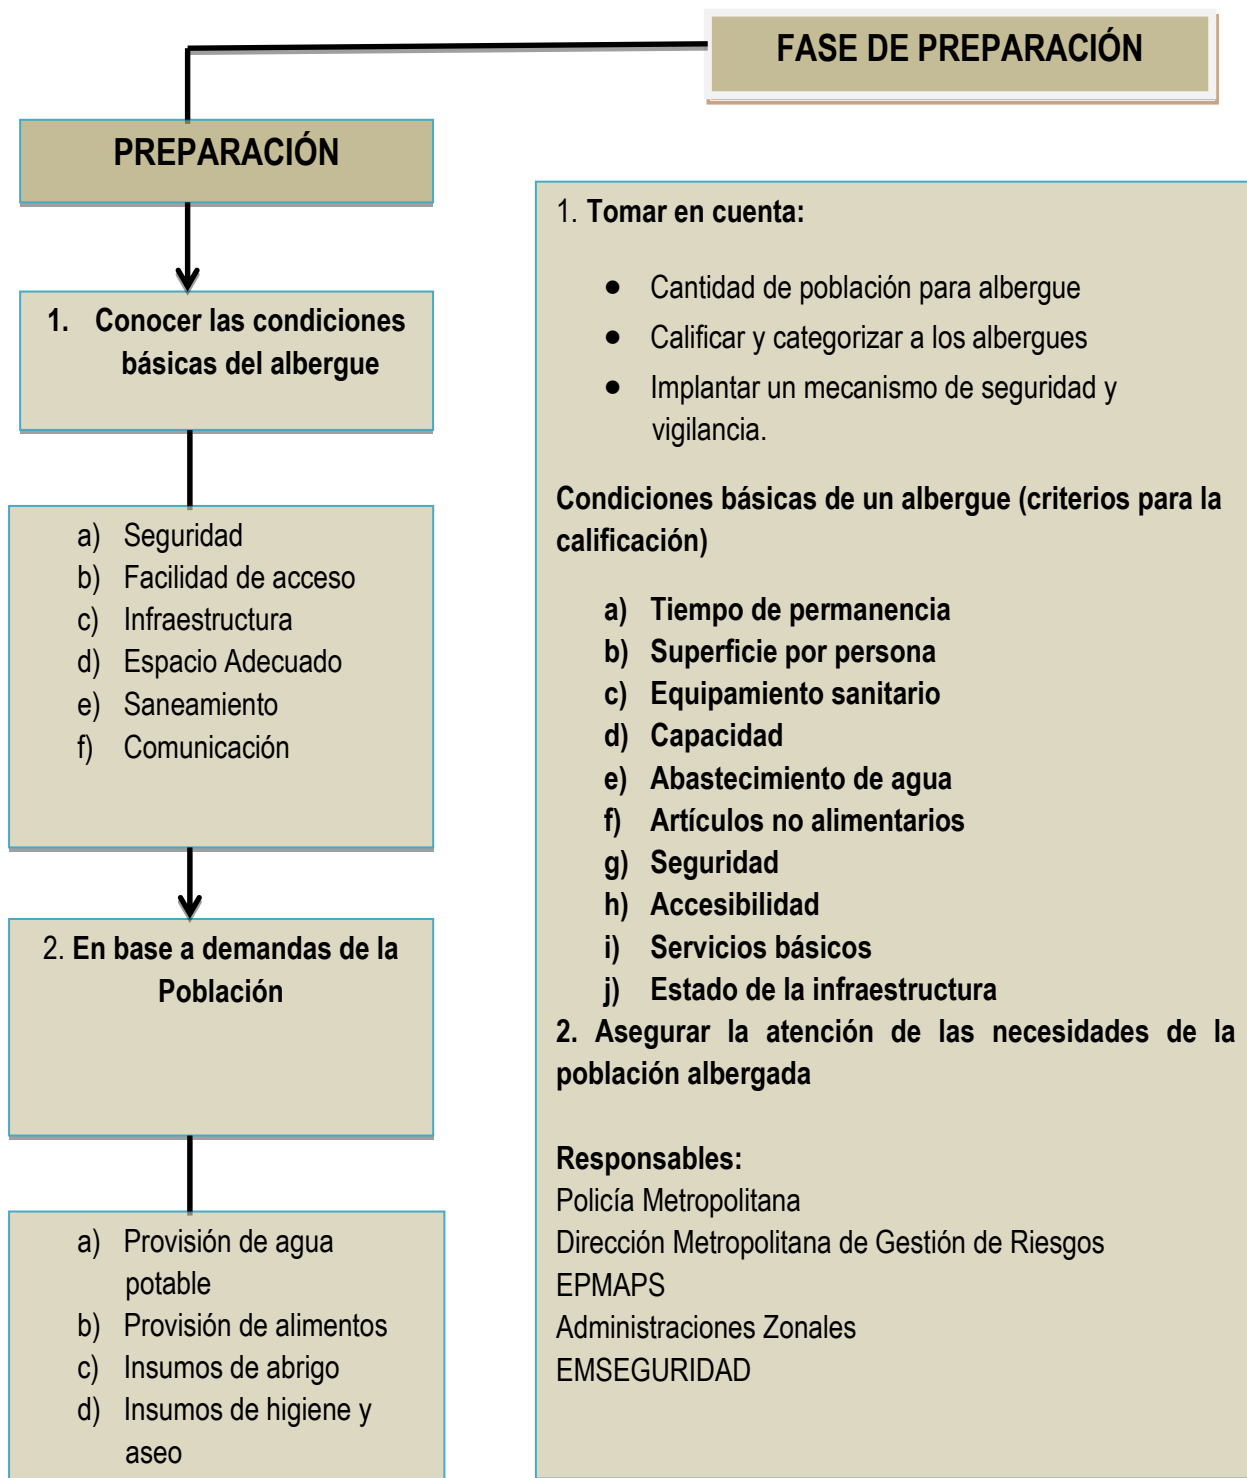 FASE DE PREPARACIÓN
PREPARACIÓN
1. Conocer las condiciones
básicas del albergue
a) Seguridad
b) Facilidad de acceso
c) Infraestructura
d) Espacio Adecuado
e) Saneamiento
f) Comunicación
2. En base a demandas de la
Población
a) Provisión de agua
potable
b) Provisión de alimentos
c) Insumos de abrigo
d) Insumos de higiene y
aseo
1. Tomar en cuenta:
● Cantidad de población para albergue
● Calificar y categorizar a los albergues
● Implantar un mecanismo de seguridad y
vigilancia.
Condiciones básicas de un albergue (criterios para la
calificación)
a) Tiempo de permanencia
b) Superficie por persona
c) Equipamiento sanitario
d) Capacidad
e) Abastecimiento de agua
f) Artículos no alimentarios
g) Seguridad
h) Accesibilidad
i) Servicios básicos
j) Estado de la infraestructura
2. Asegurar la atención de las necesidades de la
población albergada
Responsables:
Policía Metropolitana
Dirección Metropolitana de Gestión de Riesgos
EPMAPS
Administraciones Zonales
EMSEGURIDAD